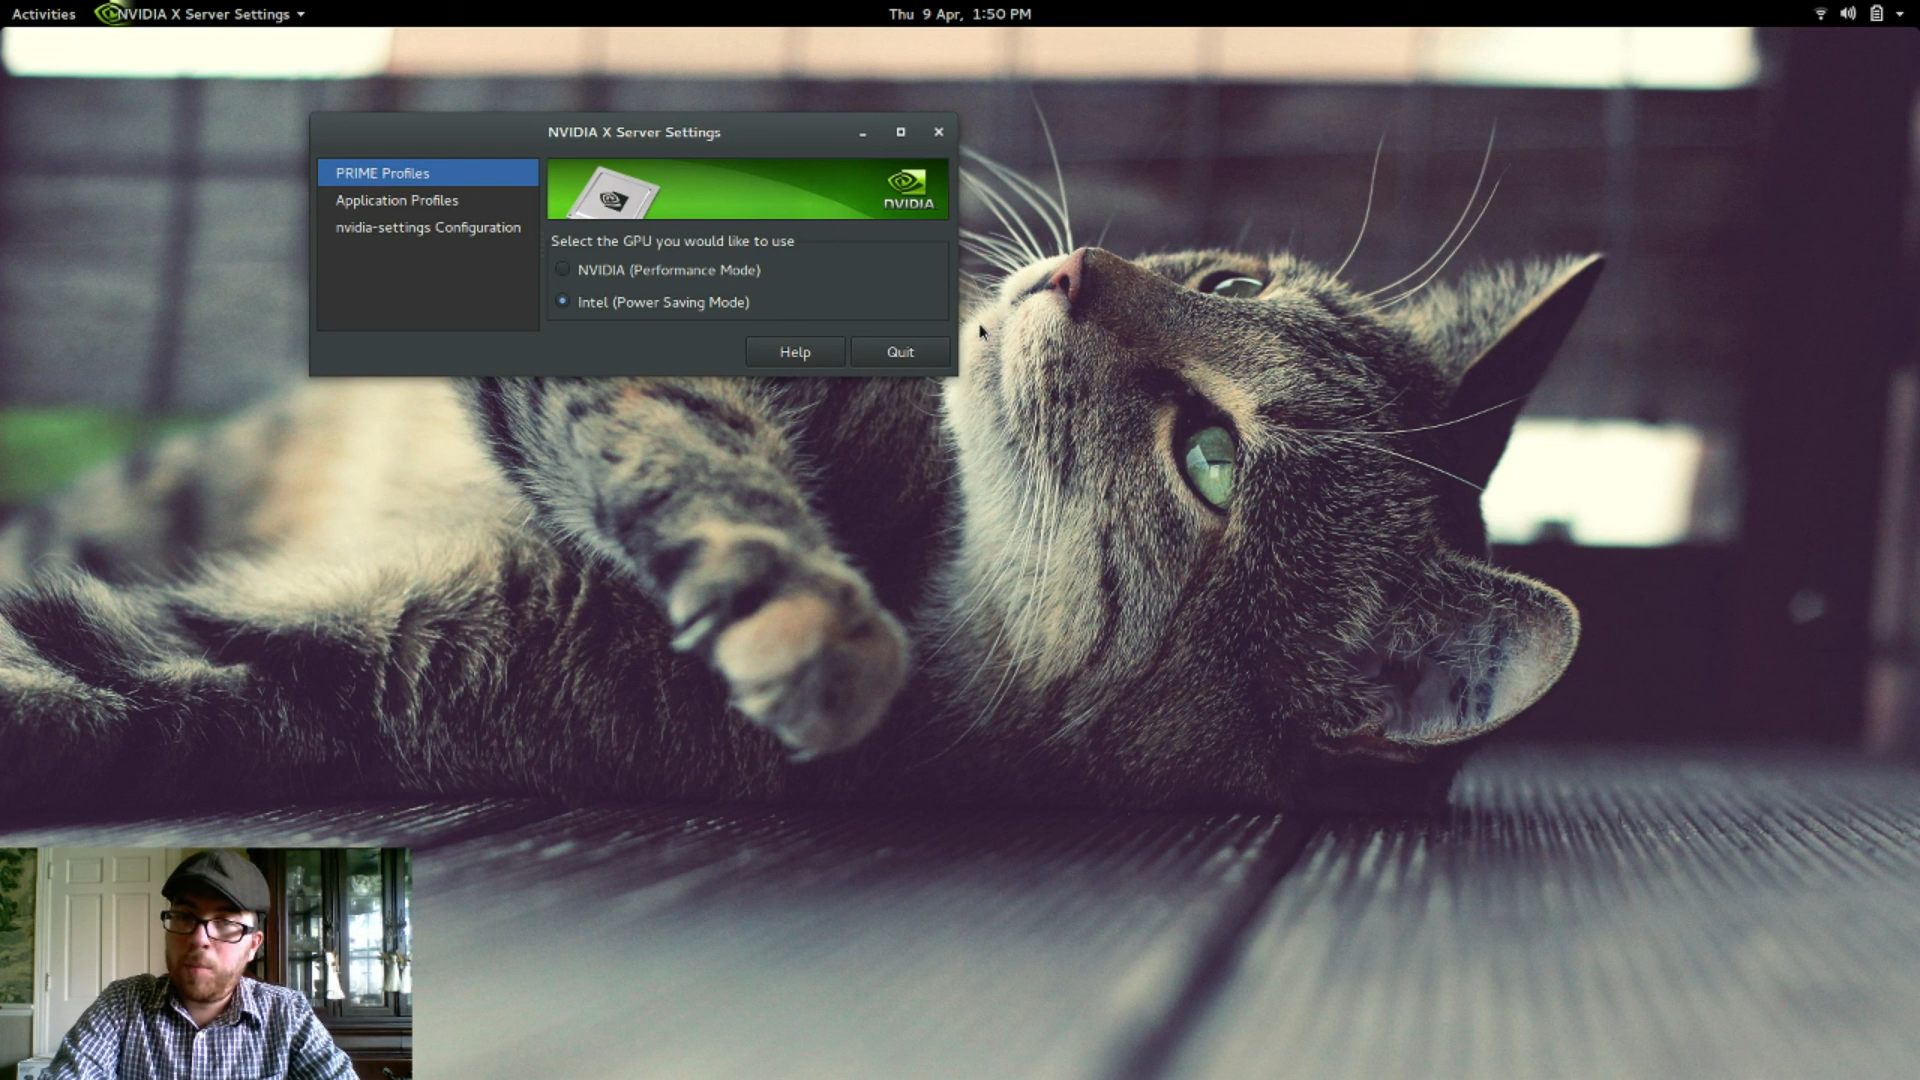 Activities NVIDIA X Server Settings Thu 9 Apr, 1:50 PM
NVIDIA X Server Settings
PRIME Profiles
Application Profiles
nvidia-settings Configuration
NVIDIA
Select the GPU you would like to use
NVIDIA (Performance Mode)
Intel (Power Saving Mode)
Help Quit